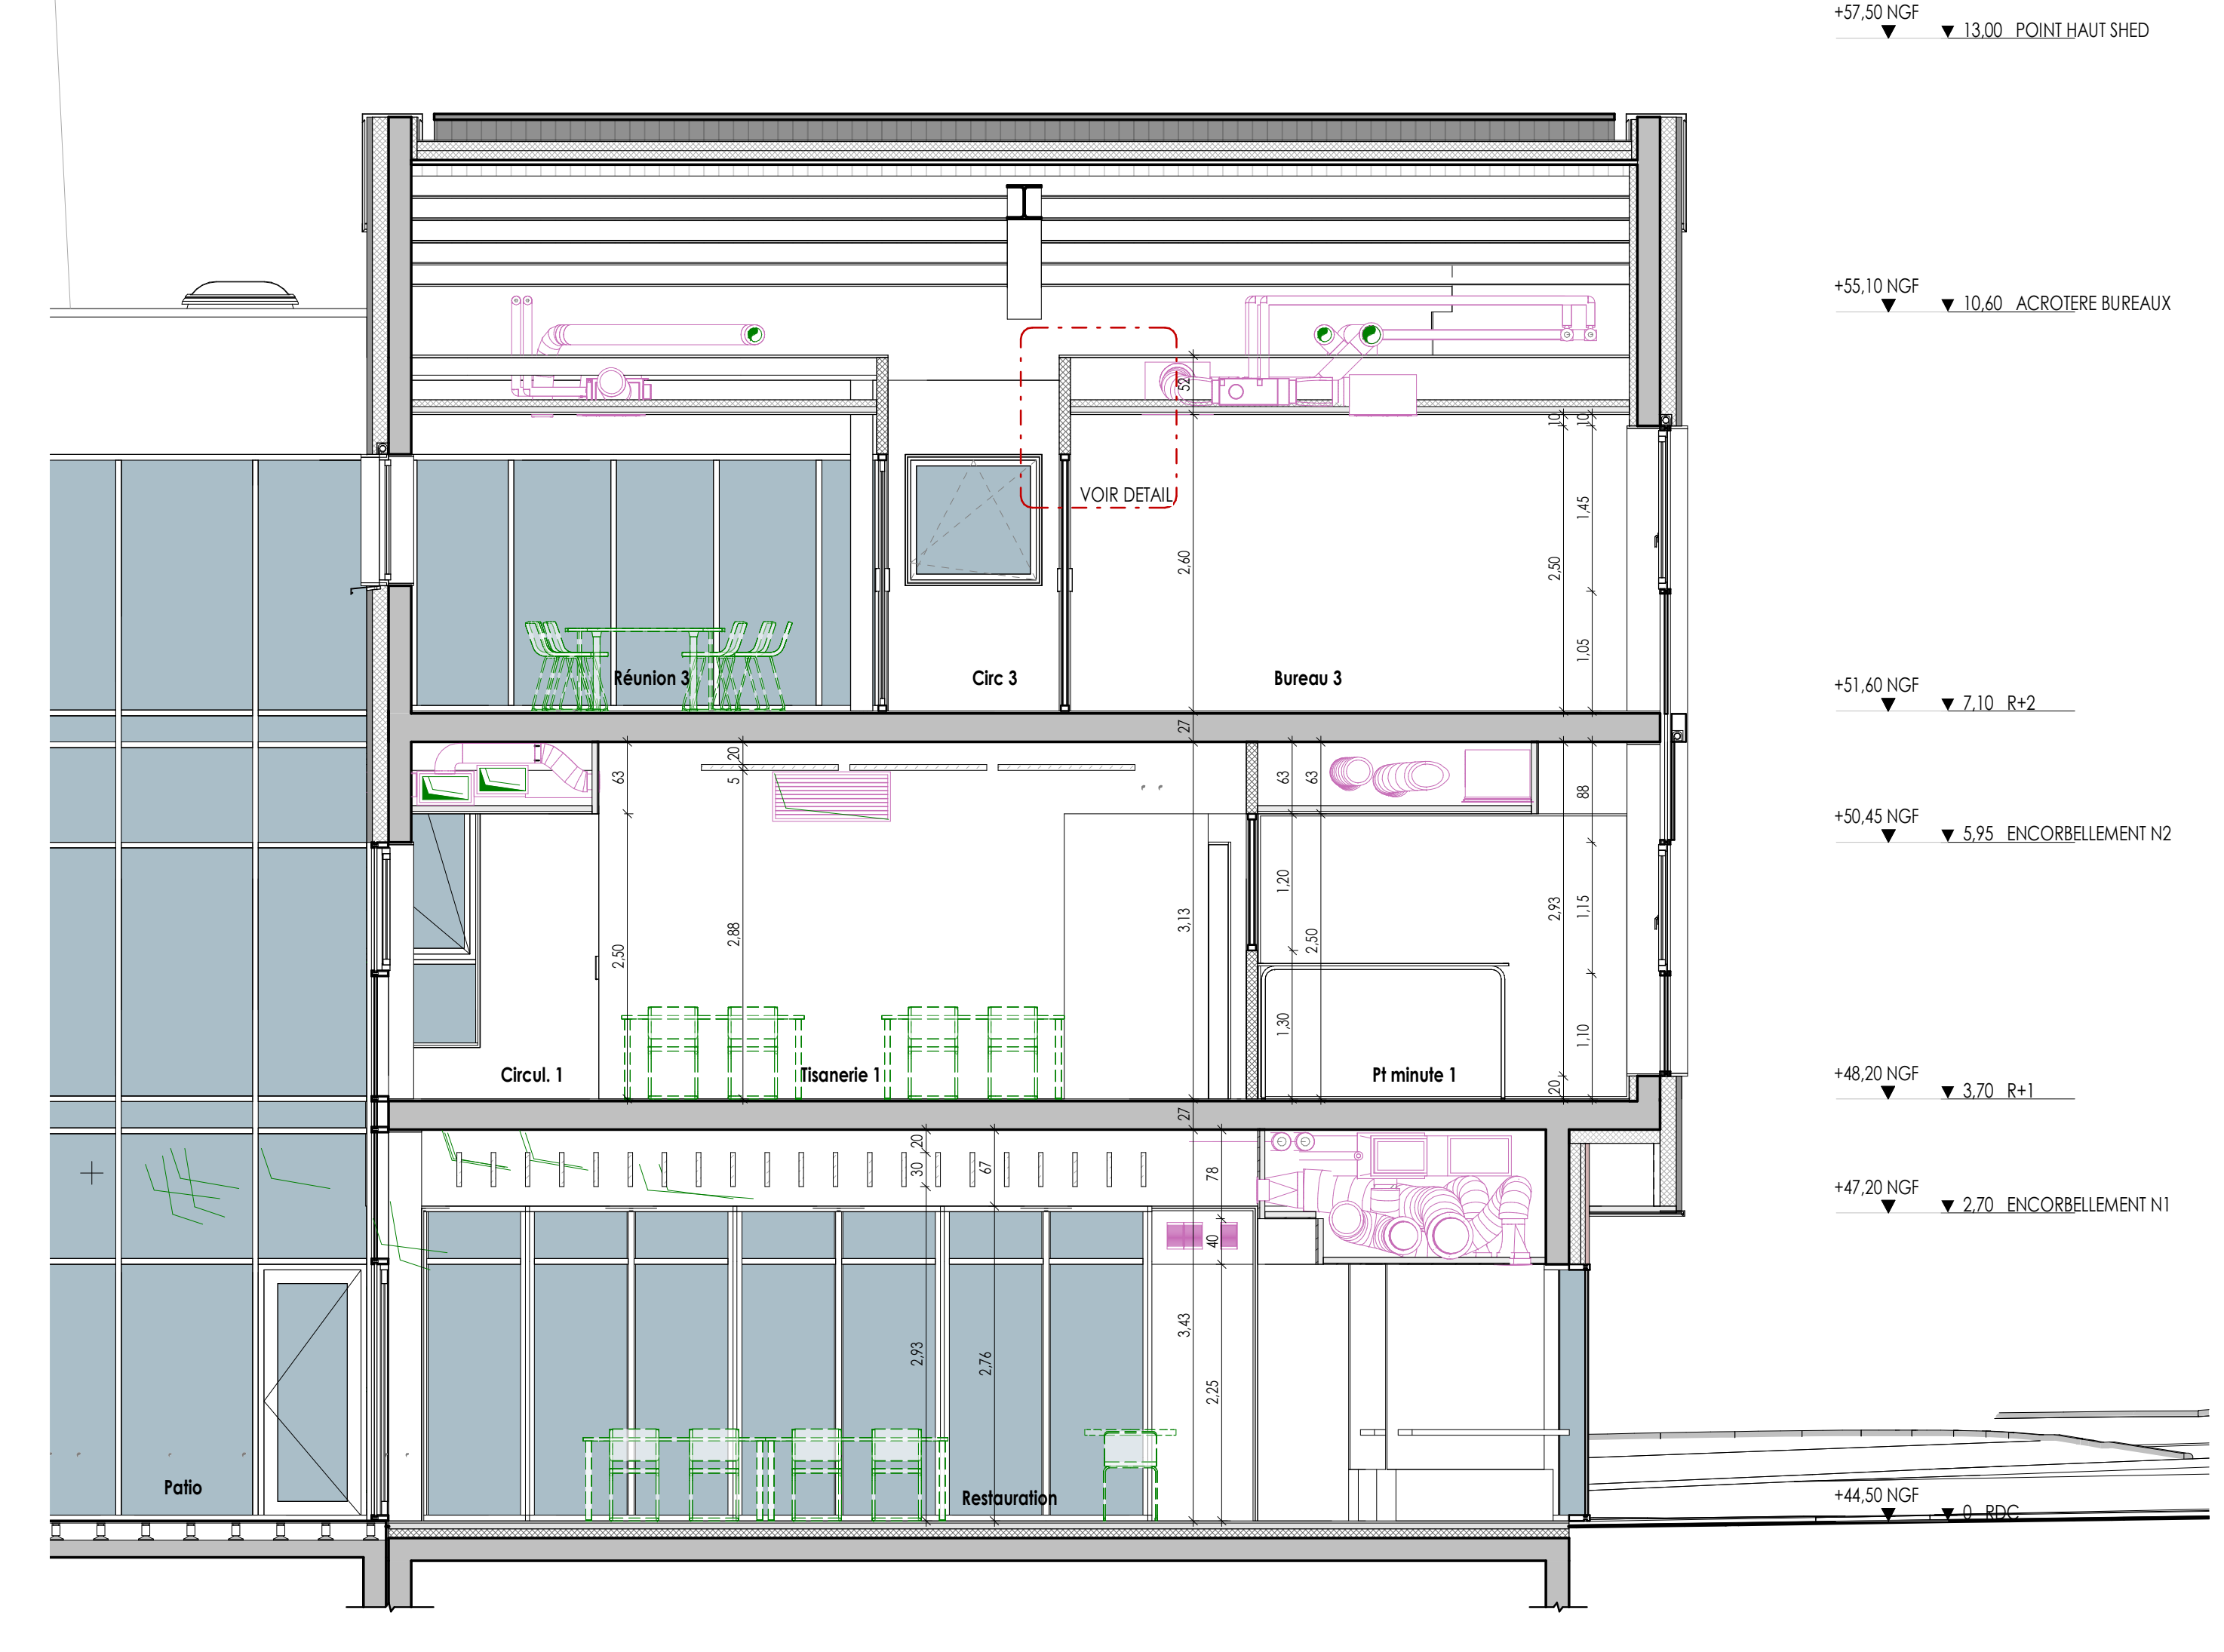 +57,50 NGF
13,00 POINT HAUT SHED
+55,10 NGF
10,60 ACROTERE BUREAUX
52
10
10
VOIR DETAIL
1,45
2,60
2,50
1,05
Réunion 3
Circ 3
Bureau 3
+51,60 NGF
7,10 R+2
27
20
63
5
63
63
88
+50,45 NGF
5,95 ENCORBELLEMENT N2
1,20
2,88
3,13
2,93
1,15
2,50
2,50
1,30
1,10
Circul. 1
Tisanerie 1
Pt minute 1
20
+48,20 NGF
3,70 R+1
27
20
30
67
78
+47,20 NGF
2,70 ENCORBELLEMENT N1
40
3,43
2,93
2,76
2,25
Patio
Restauration
+44,50 NGF
0 RDC